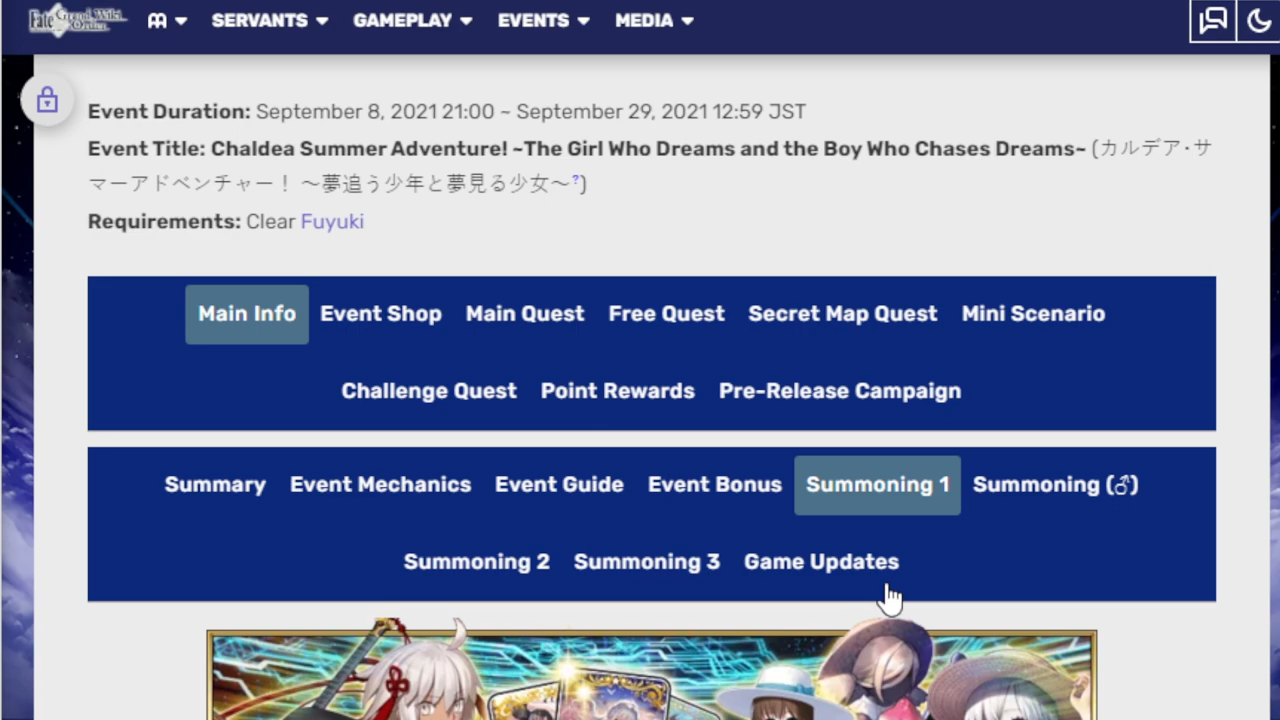 Fate Grand Wiki
Order
SERVANTS GAMEPLAY EVENTS MEDIA
Event Duration: September 8, 2021 21:00 ~ September 29, 2021 12:59 JST
Event Title: Chaldea Summer Adventure! ~The Girl Who Dreams and the Boy Who Chases Dreams~ (カルデア・サ
マーアドベンチャー！ ～夢追う少年と夢見る少女～?)
Requirements: Clear Fuyuki
Main Info Event Shop Main Quest Free Quest Secret Map Quest Mini Scenario
Challenge Quest Point Rewards Pre-Release Campaign
Summary Event Mechanics Event Guide Event Bonus Summoning 1 Summoning (♂)
Summoning 2 Summoning 3 Game Updates